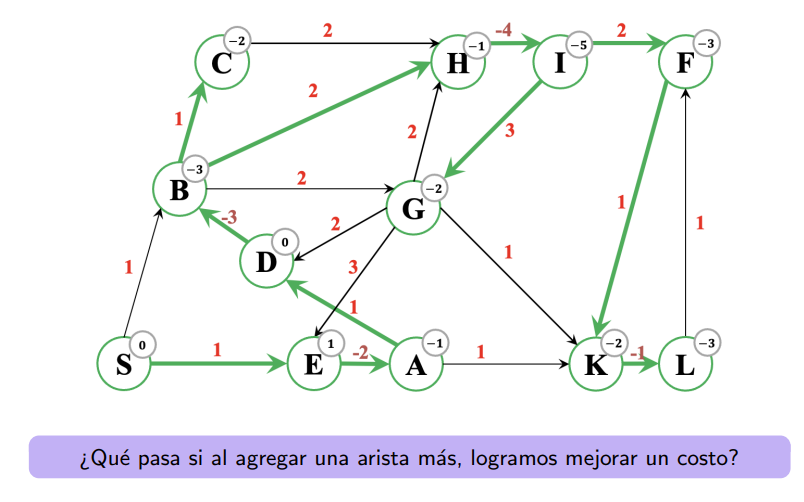 2
-4
2
C −2
H −1
I −5
F −3
1
2
2
3
B −3
2
G −2
-3
2
1
1
D 0
1
3
1
1
S 0
1
E 1
-2
A −1
1
K −2
-1
L −3
¿Qué pasa si al agregar una arista más, logramos mejorar un costo?